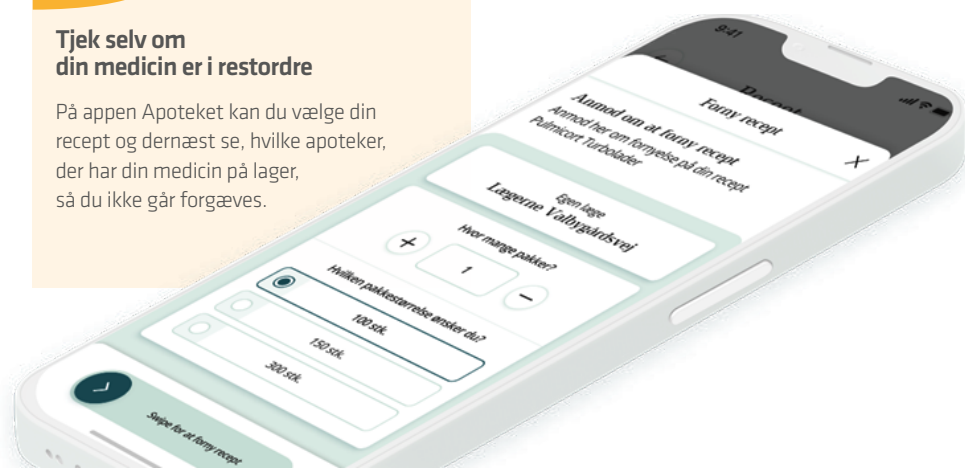 Tjek selv om
din medicin er i restordre
På appen Apoteket kan du vælge din
recept og dernæst se, hvilke apoteker,
der har din medicin på lager,
så du ikke går forgæves.
9:41
Recept
Forny recept
X
Anmod om at forny recept
Anmod her om fornyelse på din recept
Pulmicort Turbolader
Egen læge
Lægerne Valbygårdsvej
Hvor mange pakker?
+ 1 −
Hvilken pakkestørrelse ønsker du?
100 stk.
150 stk.
300 stk.
Swipe for at forny recept